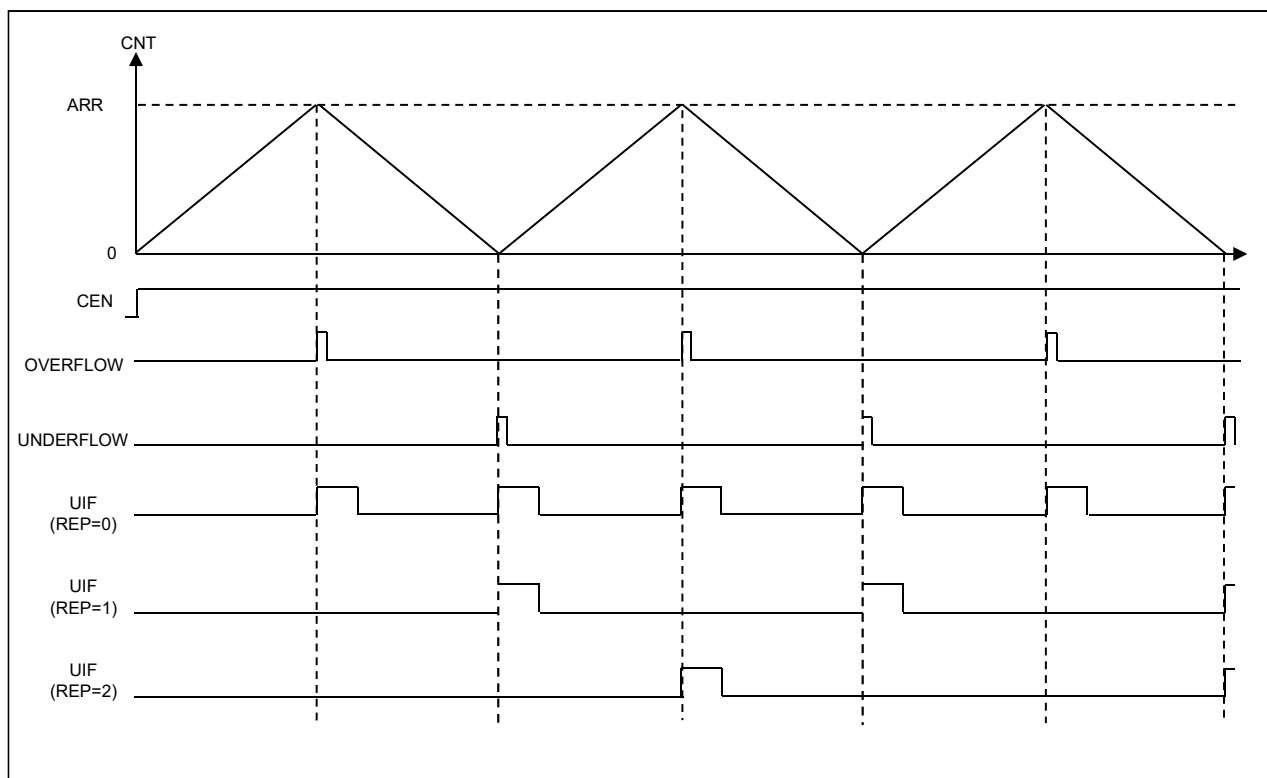 CNT
ARR
0
CEN
OVERFLOW
UNDERFLOW
UIF
(REP=0)
UIF
(REP=1)
UIF
(REP=2)